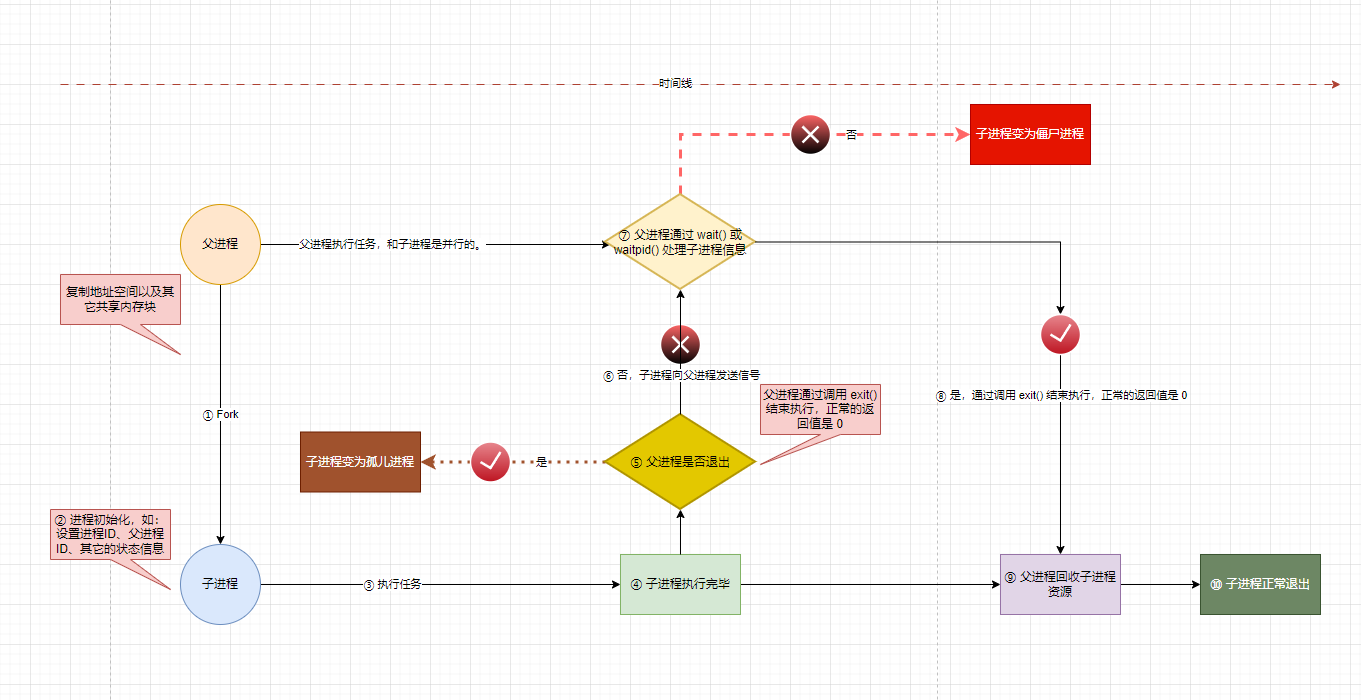 时间线
否
子进程变为僵尸进程
⑦ 父进程通过 wait() 或
waitpid() 处理子进程信息
父进程
父进程执行任务，和子进程是并行的。
复制地址空间以及其
它共享内存块
⑥ 否，子进程向父进程发送信号
父进程通过调用 exit()
结束执行，正常的返
回值是 0
⑧ 是，通过调用 exit() 结束执行，正常的返回值是 0
① Fork
子进程变为孤儿进程
是
⑤ 父进程是否退出
② 进程初始化，如：
设置进程ID、父进程
ID、其它的状态信息
子进程
③ 执行任务
④ 子进程执行完毕
⑨ 父进程回收子进程
资源
⑩ 子进程正常退出